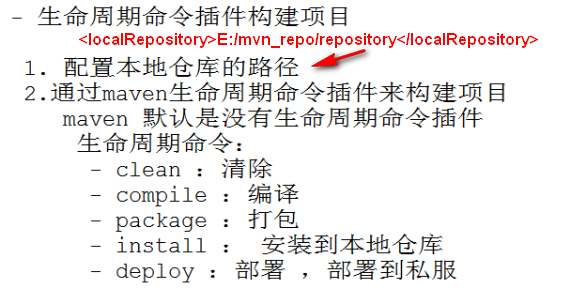 - 生命周期命令插件构建项目
<localRepository>E:/mvn_repo/repository</localRepository>
1. 配置本地仓库的路径
2.通过maven生命周期命令插件来构建项目
maven 默认是没有生命周期命令插件
生命周期命令:
- clean : 清除
- compile : 编译
- package : 打包
- install : 安装到本地仓库
- deploy : 部署 , 部署到私服